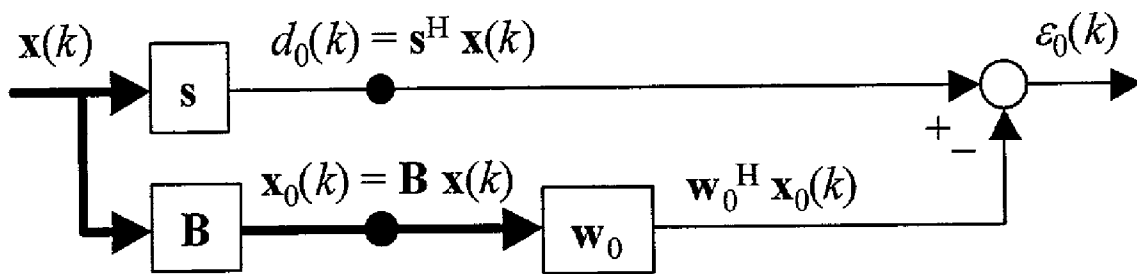 x(k)
d₀(k) = sᴴ x(k)
ε₀(k)
s
+
−
x₀(k) = B x(k)
w₀ᴴ x₀(k)
B
w₀